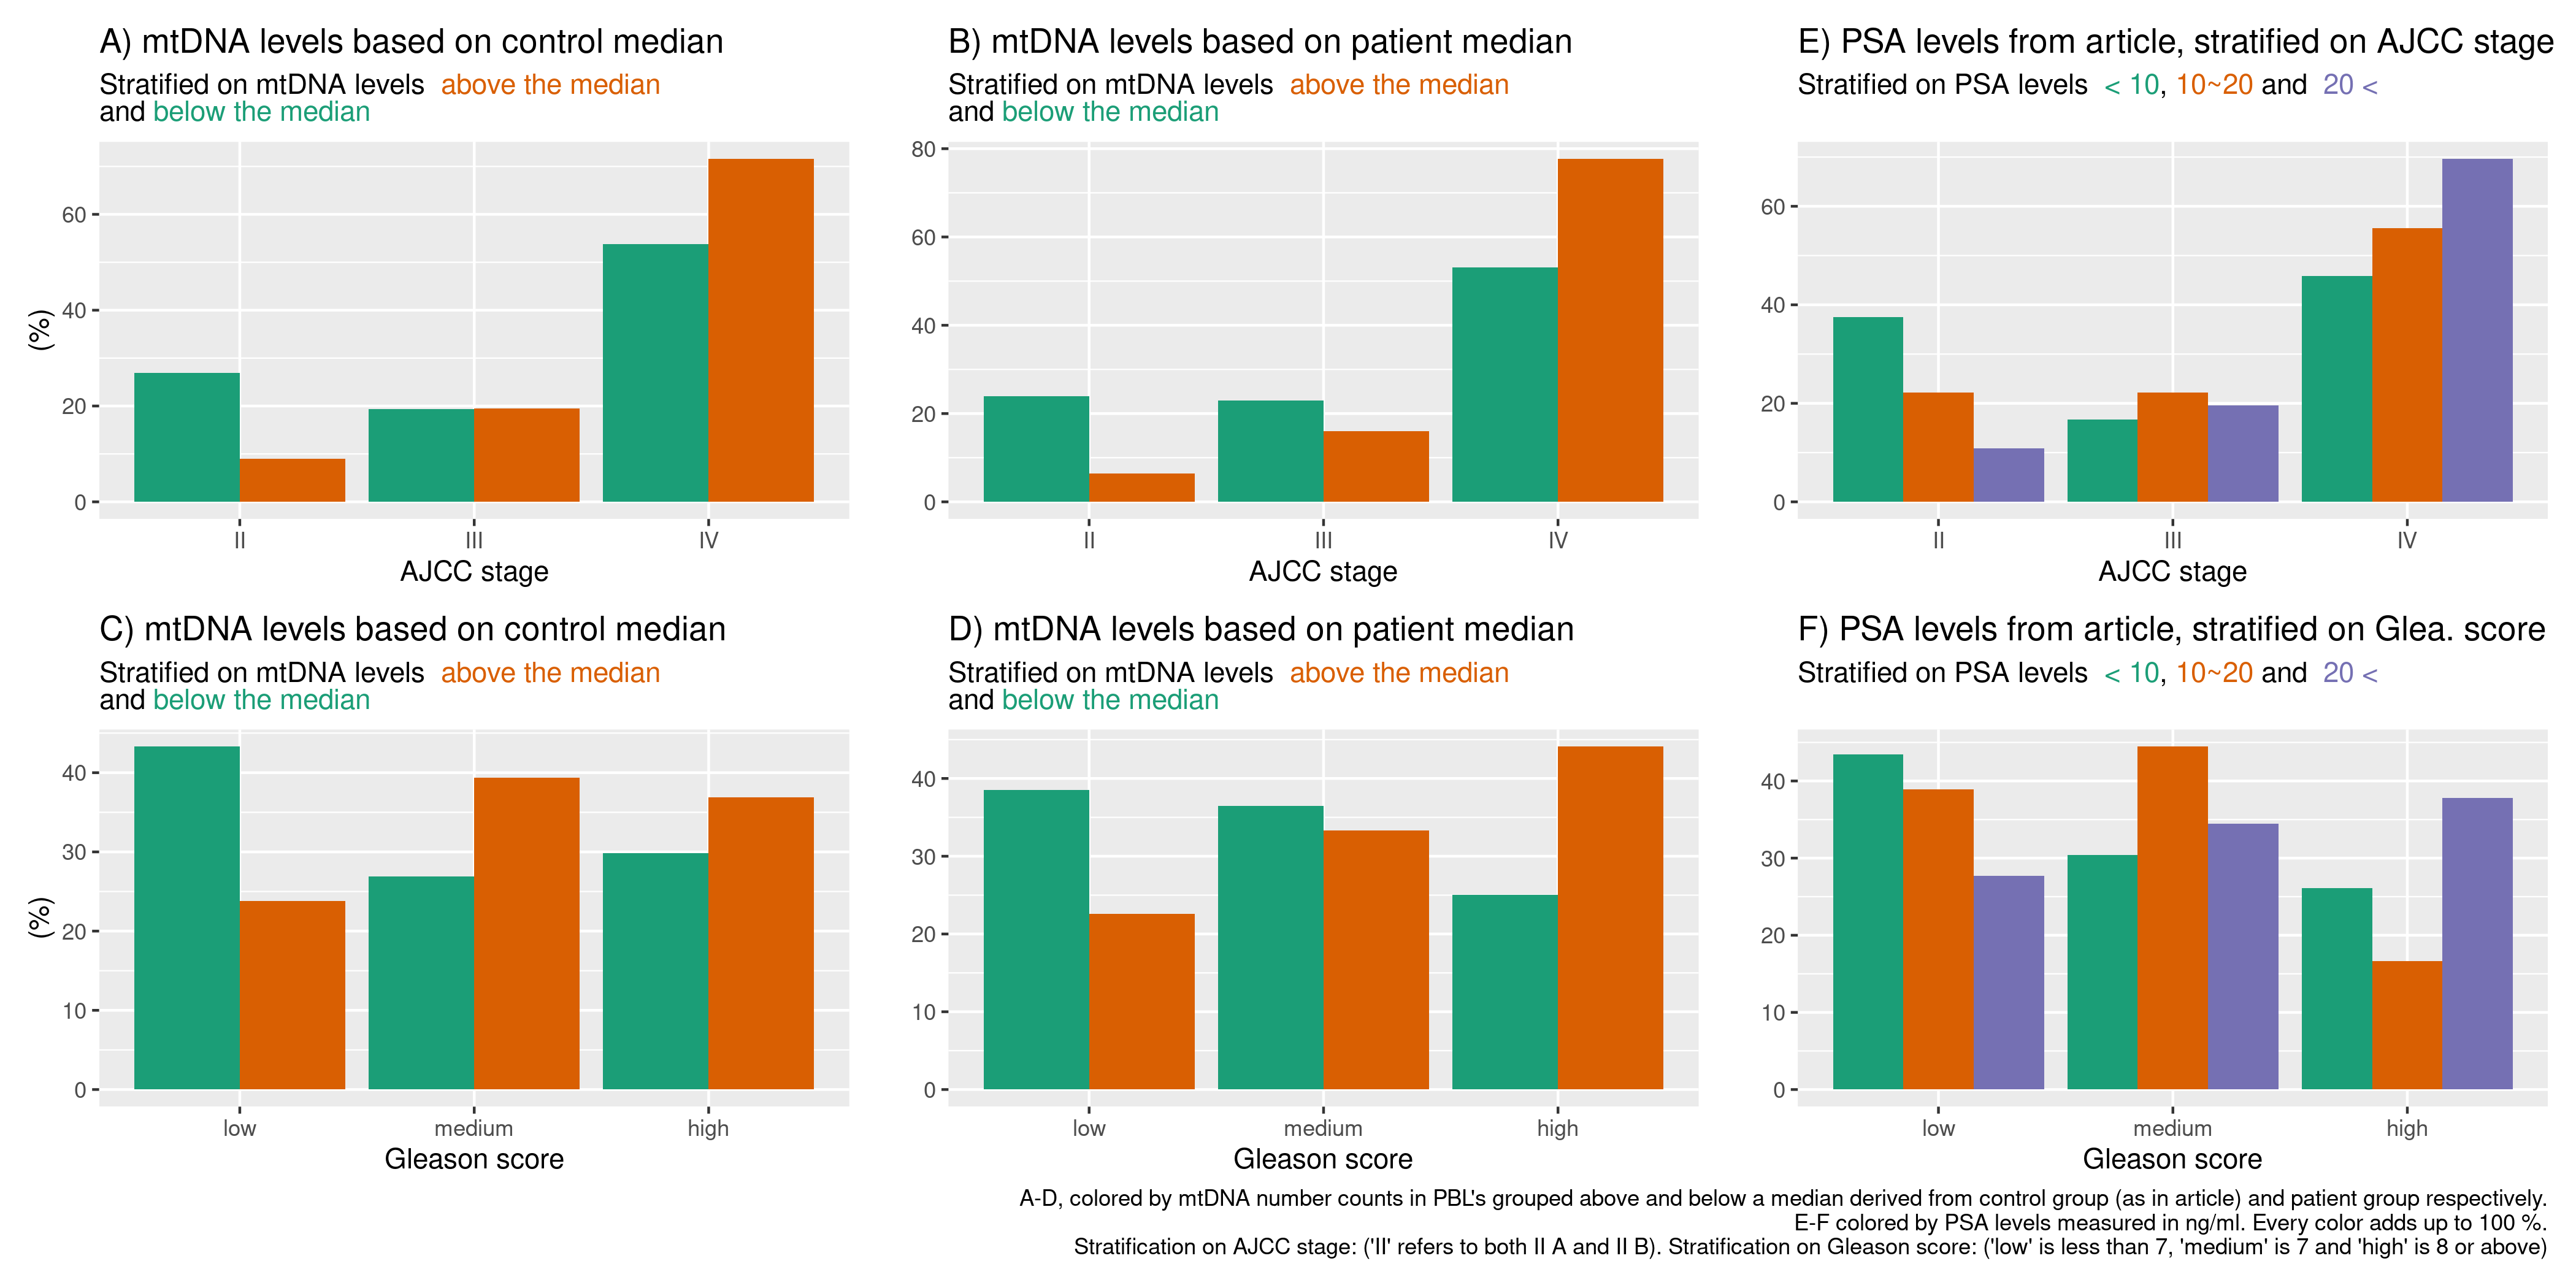 A) mtDNA levels based on control median
Stratified on mtDNA levels above the median
and below the median
(%)
60
40
20
0
II III IV
AJCC stage
B) mtDNA levels based on patient median
Stratified on mtDNA levels above the median
and below the median
80
60
40
20
0
II III IV
AJCC stage
E) PSA levels from article, stratified on AJCC stage
Stratified on PSA levels < 10, 10~20 and 20 <
60
40
20
0
II III IV
AJCC stage
C) mtDNA levels based on control median
Stratified on mtDNA levels above the median
and below the median
(%)
40
30
20
10
0
low medium high
Gleason score
D) mtDNA levels based on patient median
Stratified on mtDNA levels above the median
and below the median
40
30
20
10
0
low medium high
Gleason score
F) PSA levels from article, stratified on Glea. score
Stratified on PSA levels < 10, 10~20 and 20 <
40
30
20
10
0
low medium high
Gleason score
A-D, colored by mtDNA number counts in PBL's grouped above and below a median derived from control group (as in article) and patient group respectively.
E-F colored by PSA levels measured in ng/ml. Every color adds up to 100 %.
Stratification on AJCC stage: ('II' refers to both II A and II B). Stratification on Gleason score: ('low' is less than 7, 'medium' is 7 and 'high' is 8 or above)